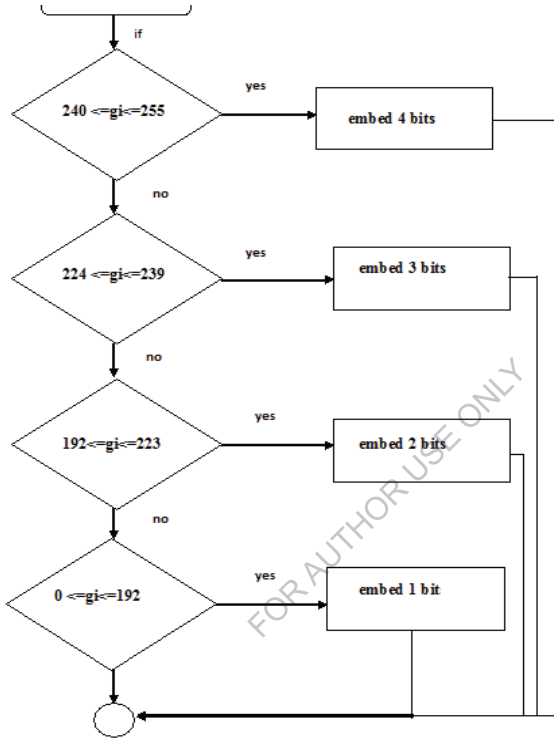 if
240 <=gi<=255
yes
embed 4 bits
no
224 <=gi<=239
yes
embed 3 bits
no
192<=gi<=223
yes
embed 2 bits
no
0 <=gi<=192
yes
embed 1 bit
FOR AUTHOR USE ONLY